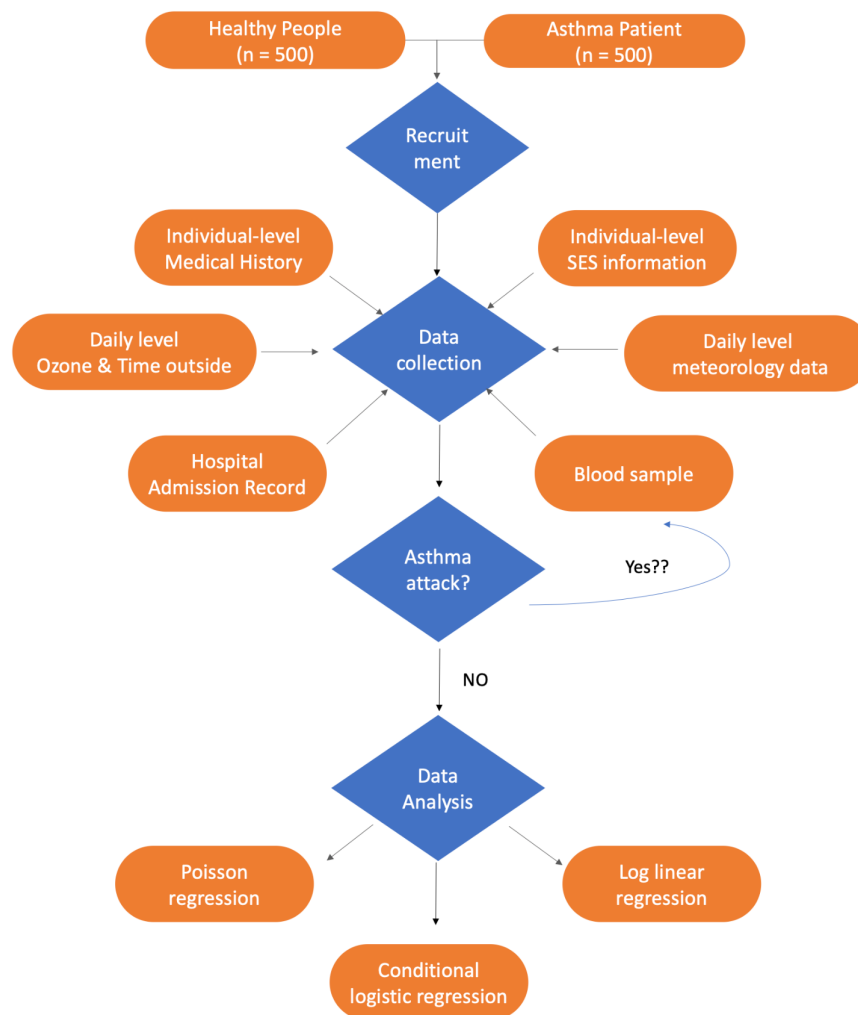 Healthy People
(n = 500)
Asthma Patient
(n = 500)
Recruit
ment
Individual-level
Medical History
Individual-level
SES information
Daily level
Ozone & Time outside
Data
collection
Daily level
meteorology data
Hospital
Admission Record
Blood sample
Asthma
attack?
Yes??
NO
Data
Analysis
Poisson
regression
Log linear
regression
Conditional
logistic regression